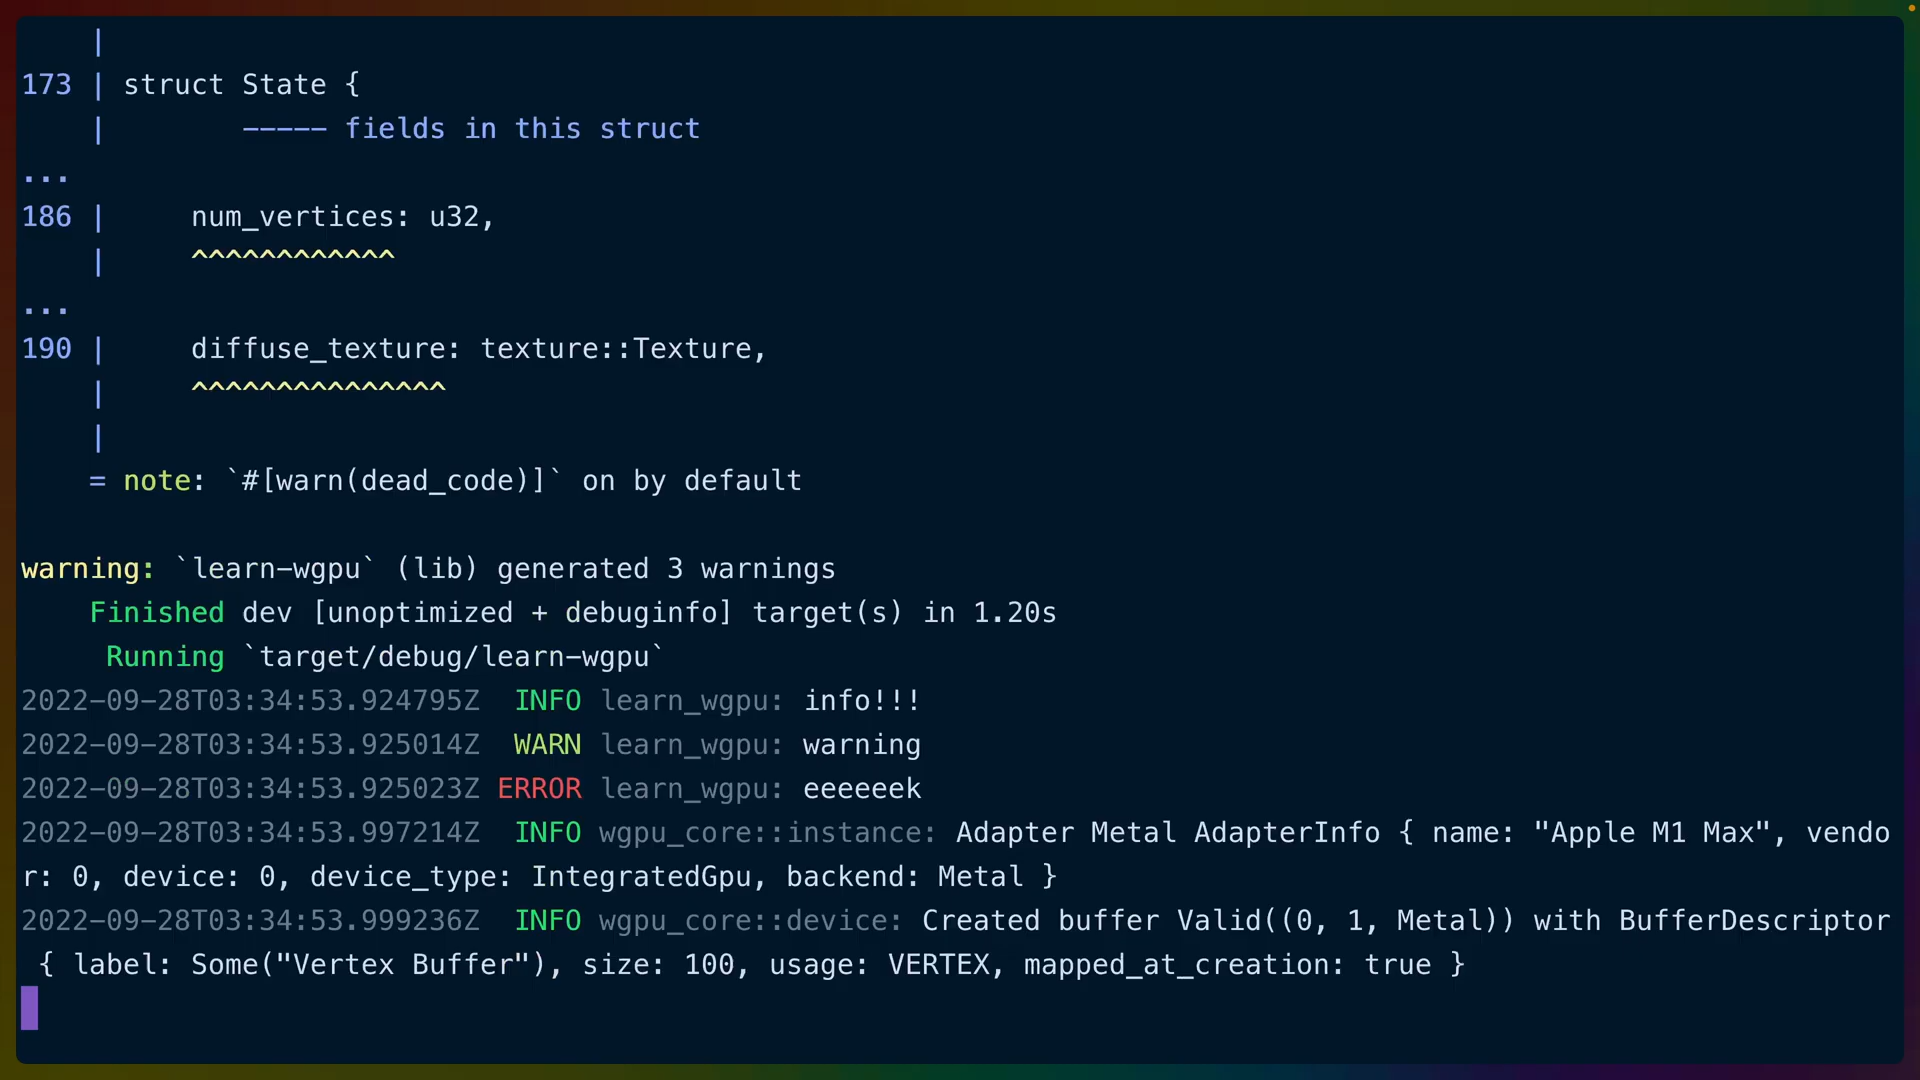 |
173 | struct State {
| ----- fields in this struct
...
186 | num_vertices: u32,
| ^^^^^^^^^^^^
...
190 | diffuse_texture: texture::Texture,
| ^^^^^^^^^^^^^^^
|
= note: `#[warn(dead_code)]` on by default
warning: `learn-wgpu` (lib) generated 3 warnings
Finished dev [unoptimized + debuginfo] target(s) in 1.20s
Running `target/debug/learn-wgpu`
2022-09-28T03:34:53.924795Z  INFO learn_wgpu: info!!!
2022-09-28T03:34:53.925014Z  WARN learn_wgpu: warning
2022-09-28T03:34:53.925023Z ERROR learn_wgpu: eeeeeek
2022-09-28T03:34:53.997214Z  INFO wgpu_core::instance: Adapter Metal AdapterInfo { name: "Apple M1 Max", vendo
r: 0, device: 0, device_type: IntegratedGpu, backend: Metal }
2022-09-28T03:34:53.999236Z  INFO wgpu_core::device: Created buffer Valid((0, 1, Metal)) with BufferDescriptor
{ label: Some("Vertex Buffer"), size: 100, usage: VERTEX, mapped_at_creation: true }